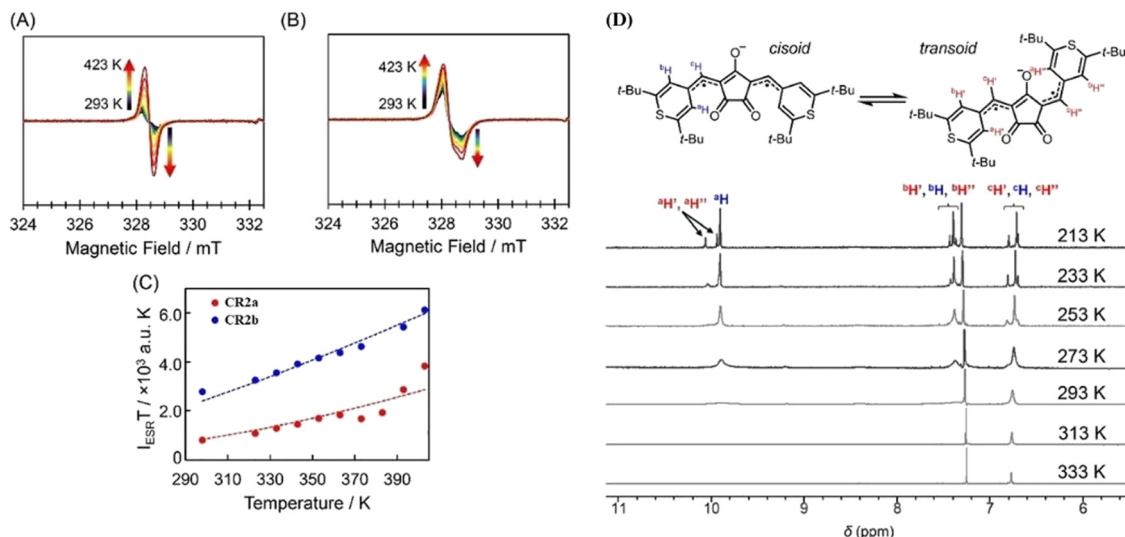 (A)
423 K
293 K
324 326 328 330 332
Magnetic Field / mT
(B)
423 K
293 K
324 326 328 330 332
Magnetic Field / mT
(C)
CR2a
CR2b
I_ESR T / ×10³ a.u. K
6.0
4.0
2.0
0
290 310 330 350 370 390
Temperature / K
(D)
cisoid
transoid
t-Bu
S
t-Bu
ᵇH
ᶜH
O⁻
ᵃH
O O
t-Bu
S
t-Bu
t-Bu
S
t-Bu
O⁻
ᵃH"
ᵇH"
ᶜH"
ᵇH'
ᶜH'
ᵃH'
O O
t-Bu
S
t-Bu
ᵃH', ᵃH" ᵃH
ᵇH', ᵇH, ᵇH" ᶜH', ᶜH, ᶜH"
213 K
233 K
253 K
273 K
293 K
313 K
333 K
11 10 9 8 7 6
δ (ppm)